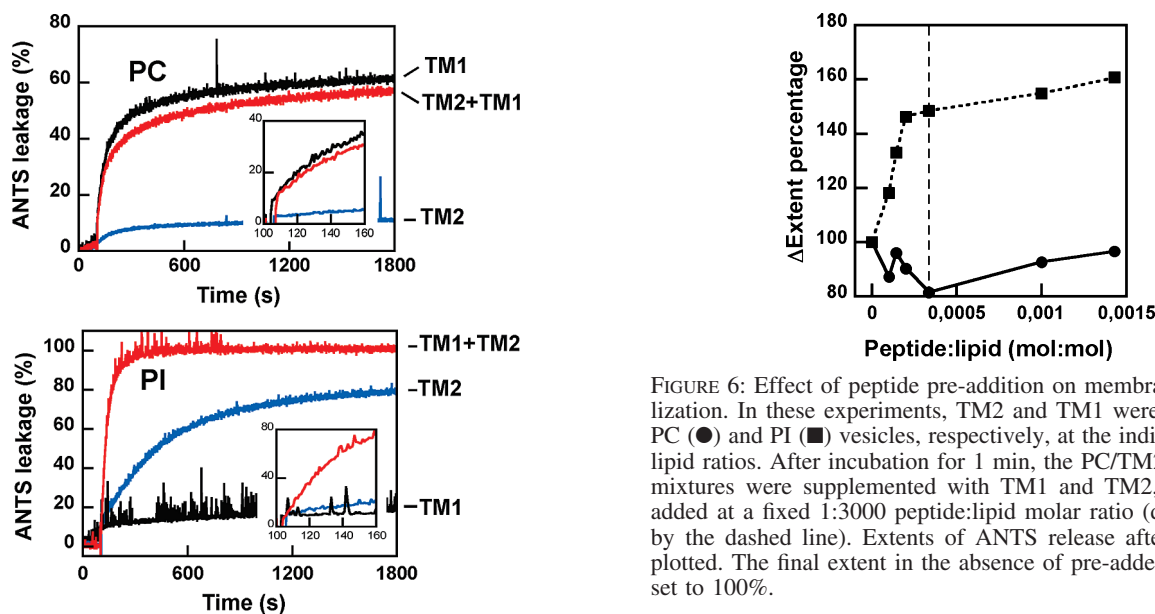 80
60
40
20
0
ANTS leakage (%)
PC
TM1
TM2+TM1
TM2
40
20
0
100 120 140 160
0 600 1200 1800
Time (s)
100
80
60
40
20
0
ANTS leakage (%)
PI
TM1+TM2
TM2
TM1
80
40
0
100 120 140 160
0 600 1200 1800
Time (s)
180
160
140
120
100
80
ΔExtent percentage
0 0,0005 0,001 0,0015
Peptide:lipid (mol:mol)
FIGURE 6: Effect of peptide pre-addition on membra
lization. In these experiments, TM2 and TM1 were
PC (●) and PI (■) vesicles, respectively, at the indi
lipid ratios. After incubation for 1 min, the PC/TM2
mixtures were supplemented with TM1 and TM2,
added at a fixed 1:3000 peptide:lipid molar ratio (d
by the dashed line). Extents of ANTS release afte
plotted. The final extent in the absence of pre-adde
set to 100%.